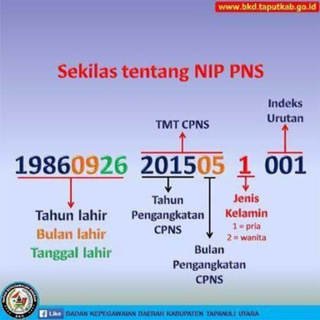 www.bkd.taputkab.go.id
Sekilas tentang NIP PNS
Indeks
Urutan
TMT CPNS
19860926 201505 1 001
Tahun lahir
Bulan lahir
Tanggal lahir
Tahun
Pengangkatan
CPNS
Bulan
Pengangkatan
CPNS
Jenis
Kelamin
1 = pria
2 = wanita
f Like BADAN KEPEGAWAIAN DAERAH KABUPATEN TAPANULI UTARA